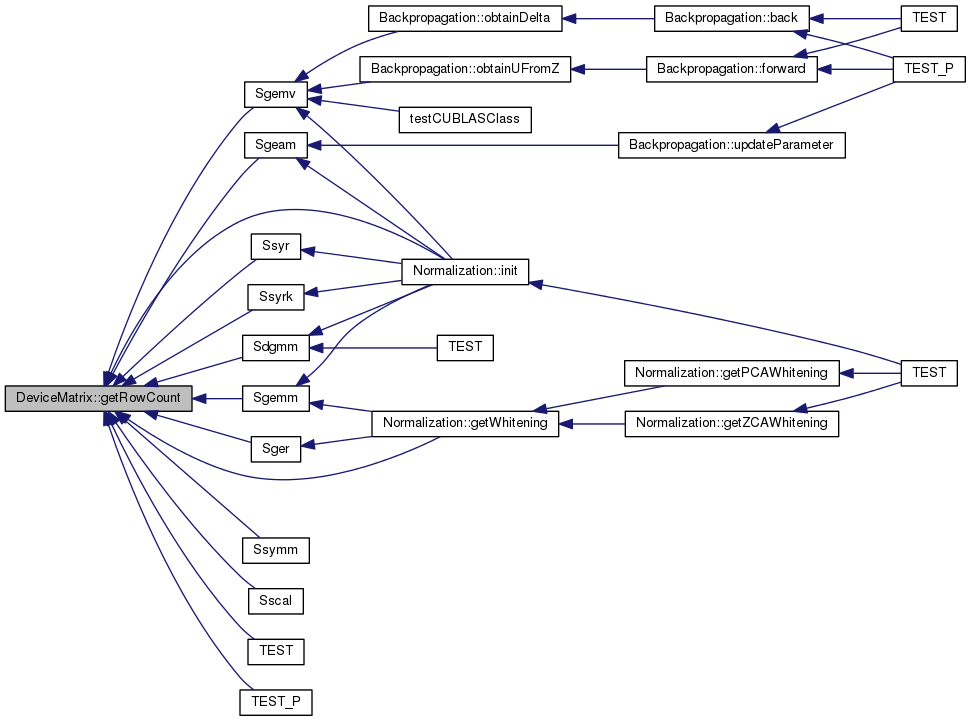 Backpropagation::obtainDelta
Backpropagation::back
TEST
Backpropagation::obtainUFromZ
Backpropagation::forward
TEST_P
Sgemv
testCUBLASClass
Sgeam
Backpropagation::updateParameter
Ssyr
Normalization::init
Ssyrk
Sdgmm
TEST
Normalization::getPCAWhitening
TEST
DeviceMatrix::getRowCount
Sgemm
Normalization::getWhitening
Normalization::getZCAWhitening
Sger
Ssymm
Sscal
TEST
TEST_P